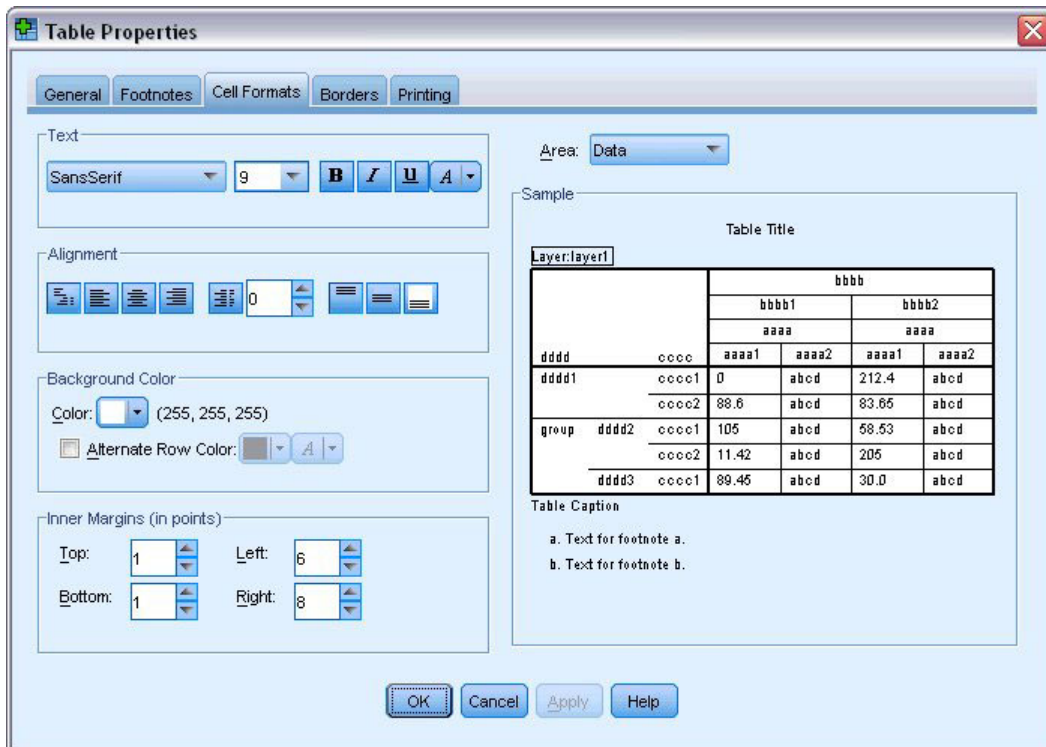 Table Properties
General Footnotes Cell Formats Borders Printing
Text
SansSerif 9 B I U A
Alignment
0
Background Color
Color: (255, 255, 255)
Alternate Row Color: A
Inner Margins (in points)
Top: 1 Left: 6
Bottom: 1 Right: 8
Area: Data
Sample
Table Title
Layer:layer1
bbbb
bbbb1 bbbb2
aaaa aaaa
dddd cccc aaaa1 aaaa2 aaaa1 aaaa2
dddd1 cccc1 0 abcd 212.4 abcd
cccc2 88.6 abcd 83.65 abcd
group dddd2 cccc1 105 abcd 58.53 abcd
cccc2 11.42 abcd 205 abcd
dddd3 cccc1 89.45 abcd 30.0 abcd
Table Caption
a. Text for footnote a.
b. Text for footnote b.
OK Cancel Apply Help